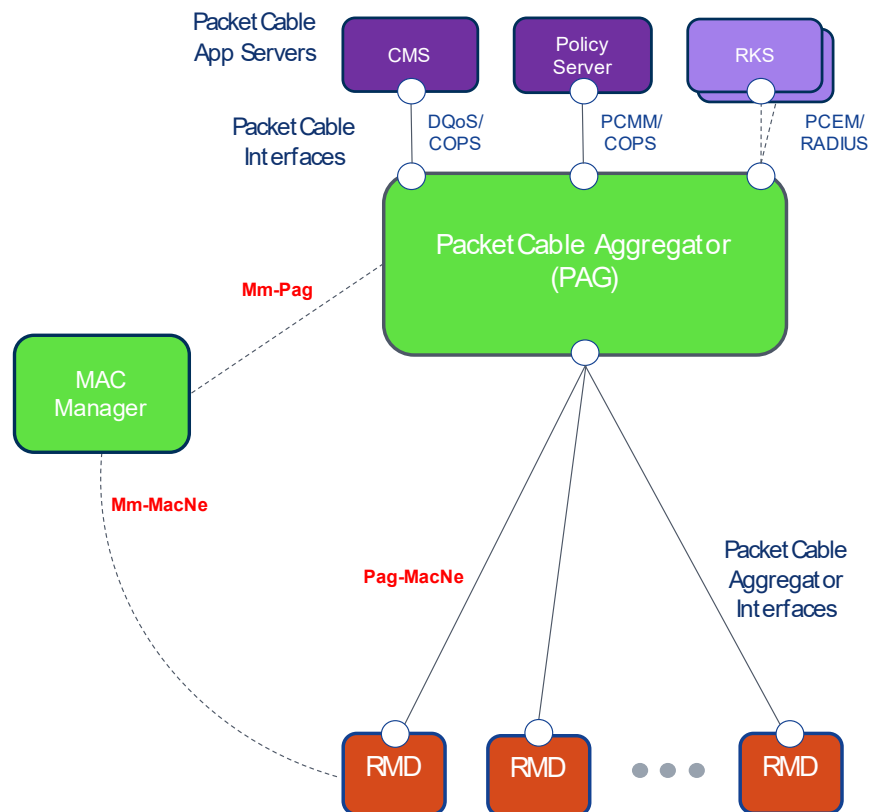 Packet Cable
App Servers
CMS
Policy
Server
RKS
Packet Cable
Interfaces
DQoS/
COPS
PCMM/
COPS
PCEM/
RADIUS
Packet Cable Aggregator
(PAG)
Mm-Pag
MAC
Manager
Mm-MacNe
Pag-MacNe
Packet Cable
Aggregator
Interfaces
RMD
RMD
RMD